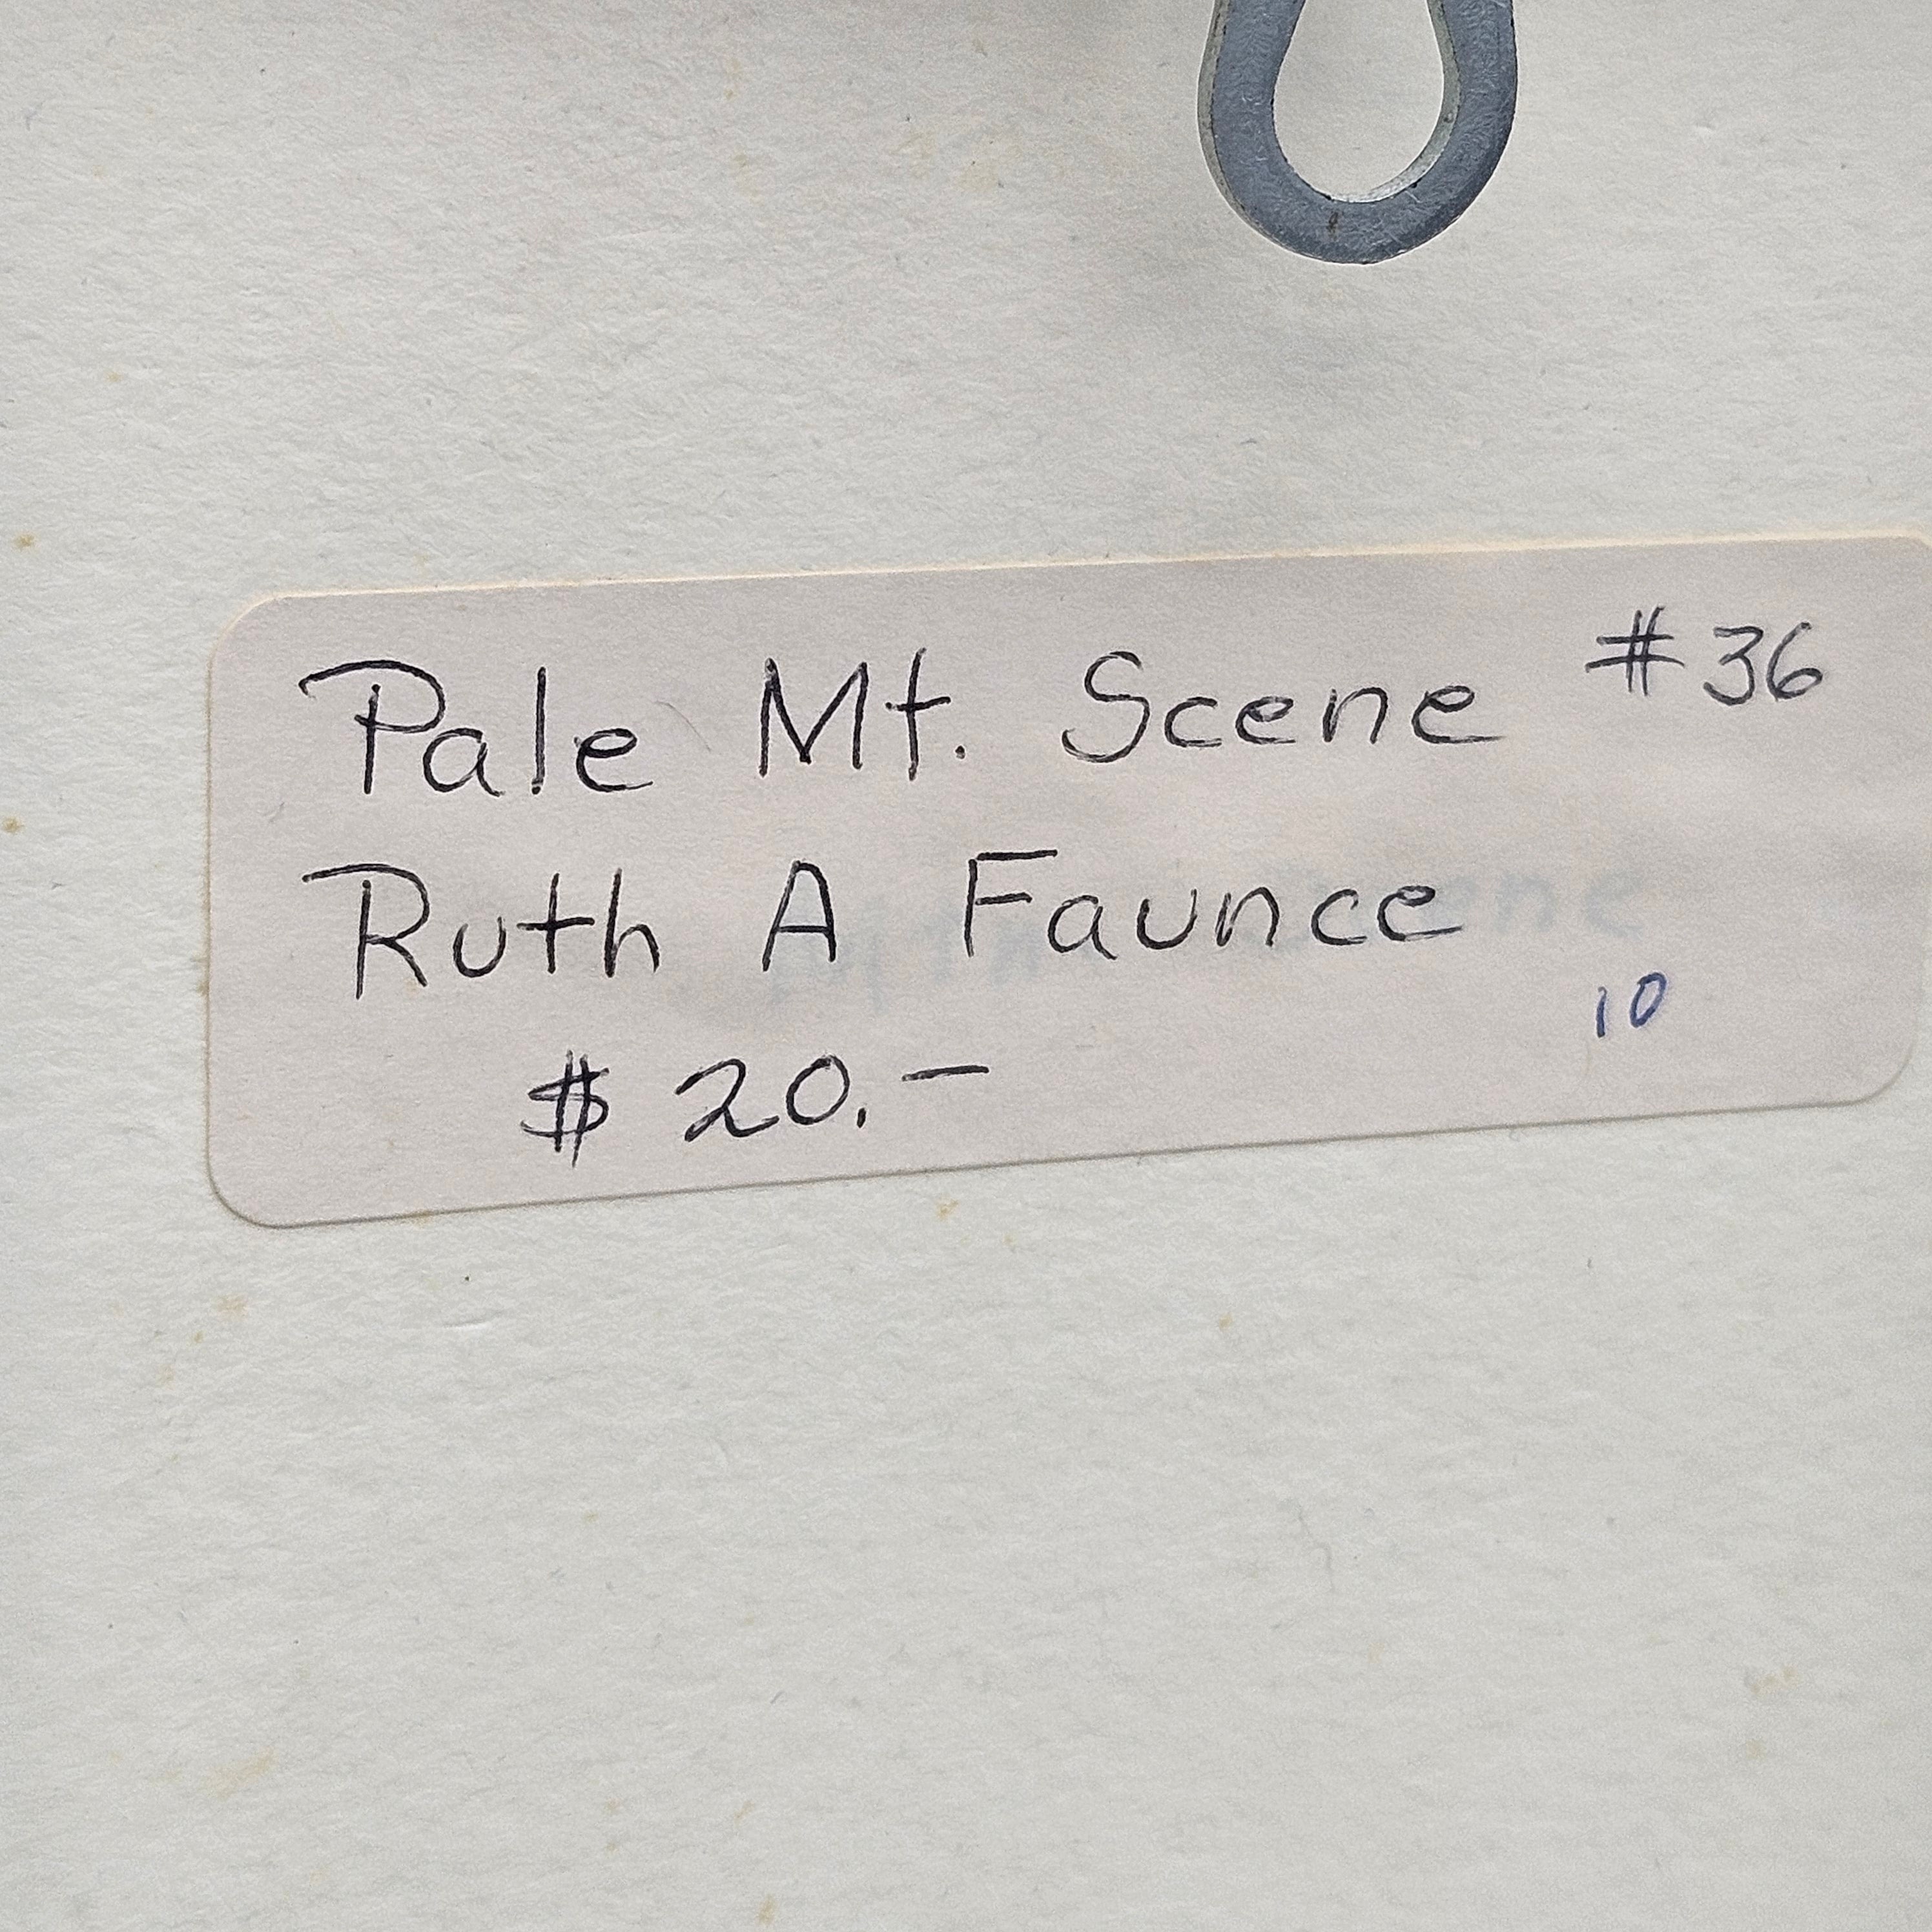 Pale Mt. Scene #36
Ruth A Faunce
10
$ 20.–